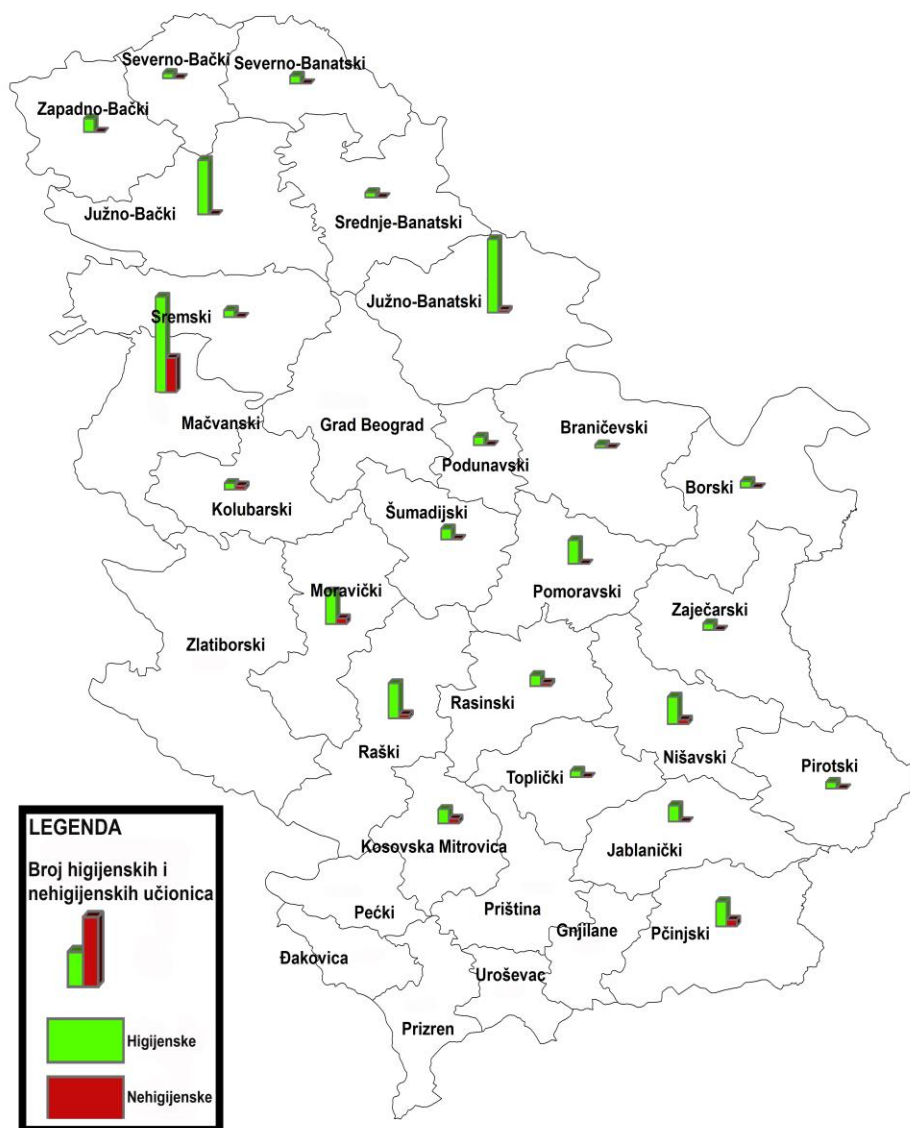 Severno-Bački
Severno-Banatski
Zapadno-Bački
Južno-Bački
Srednje-Banatski
Južno-Banatski
Sremski
Mačvanski
Grad Beograd
Podunavski
Braničevski
Borski
Kolubarski
Šumadijski
Moravički
Pomoravski
Zaječarski
Zlatiborski
Rasinski
Raški
Nišavski
Toplički
Pirotski
Kosovska Mitrovica
Jablanički
Pećki
Priština
Gnjilane
Pčinjski
Đakovica
Uroševac
Prizren
LEGENDA
Broj higijenskih i
nehigijenskih učionica
Higijenske
Nehigijenske